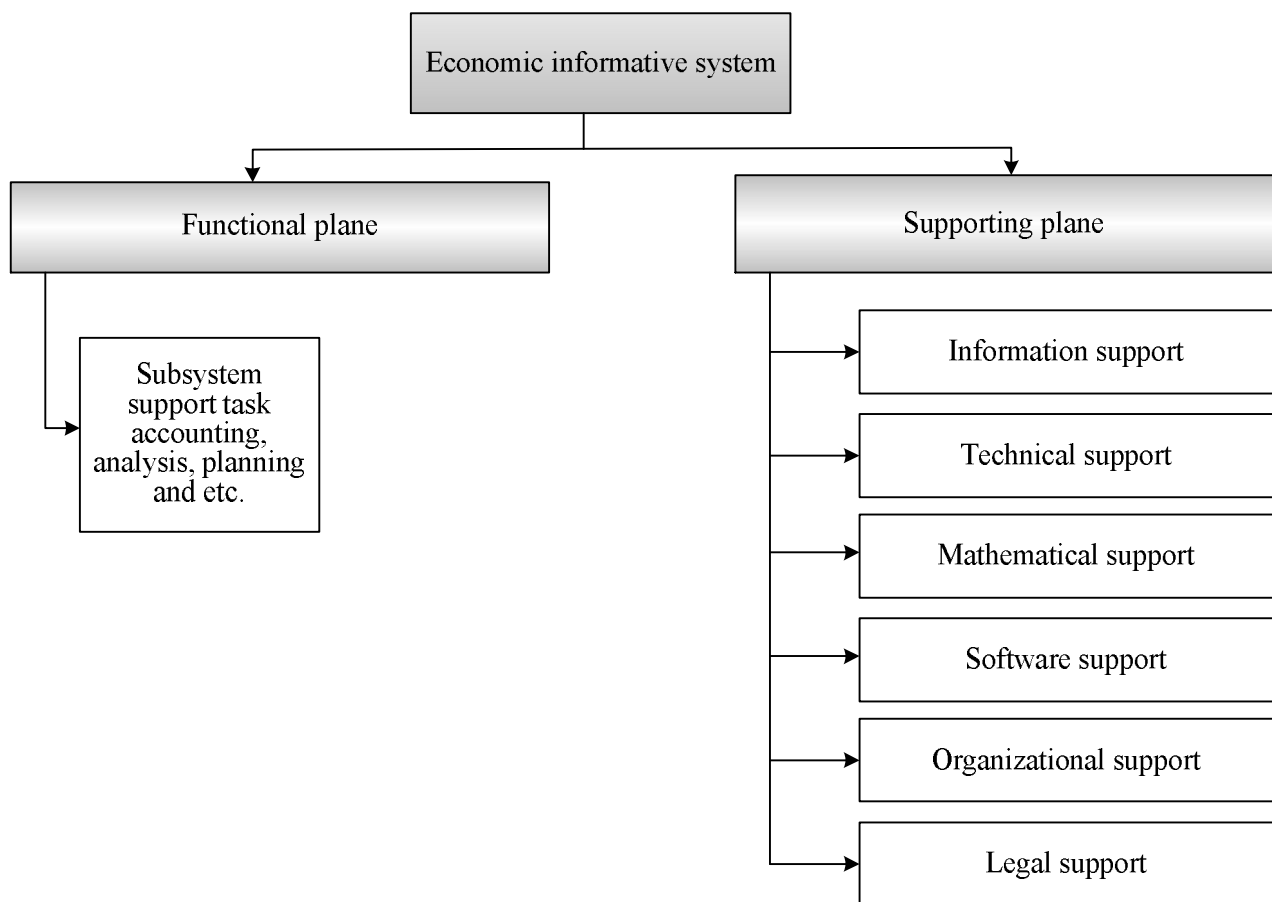 Economic informative system
Functional plane
Supporting plane
Subsystem
support task
accounting,
analysis, planning
and etc.
Information support
Technical support
Mathematical support
Software support
Organizational support
Legal support